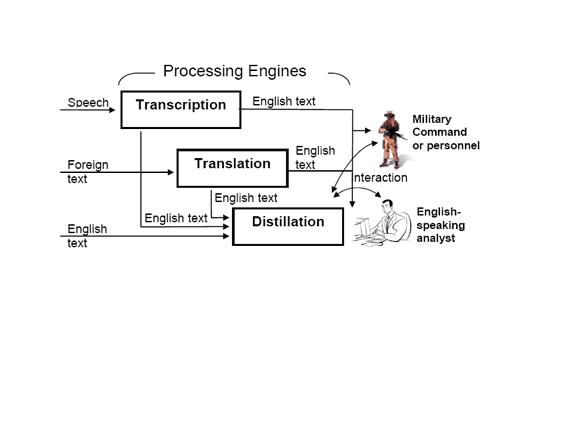 Processing Engines
Speech
Transcription
English text
Military
Command
or personnel
Foreign
text
Translation
English
text
nteraction
English text
English text
Distillation
English
text
English-
speaking
analyst